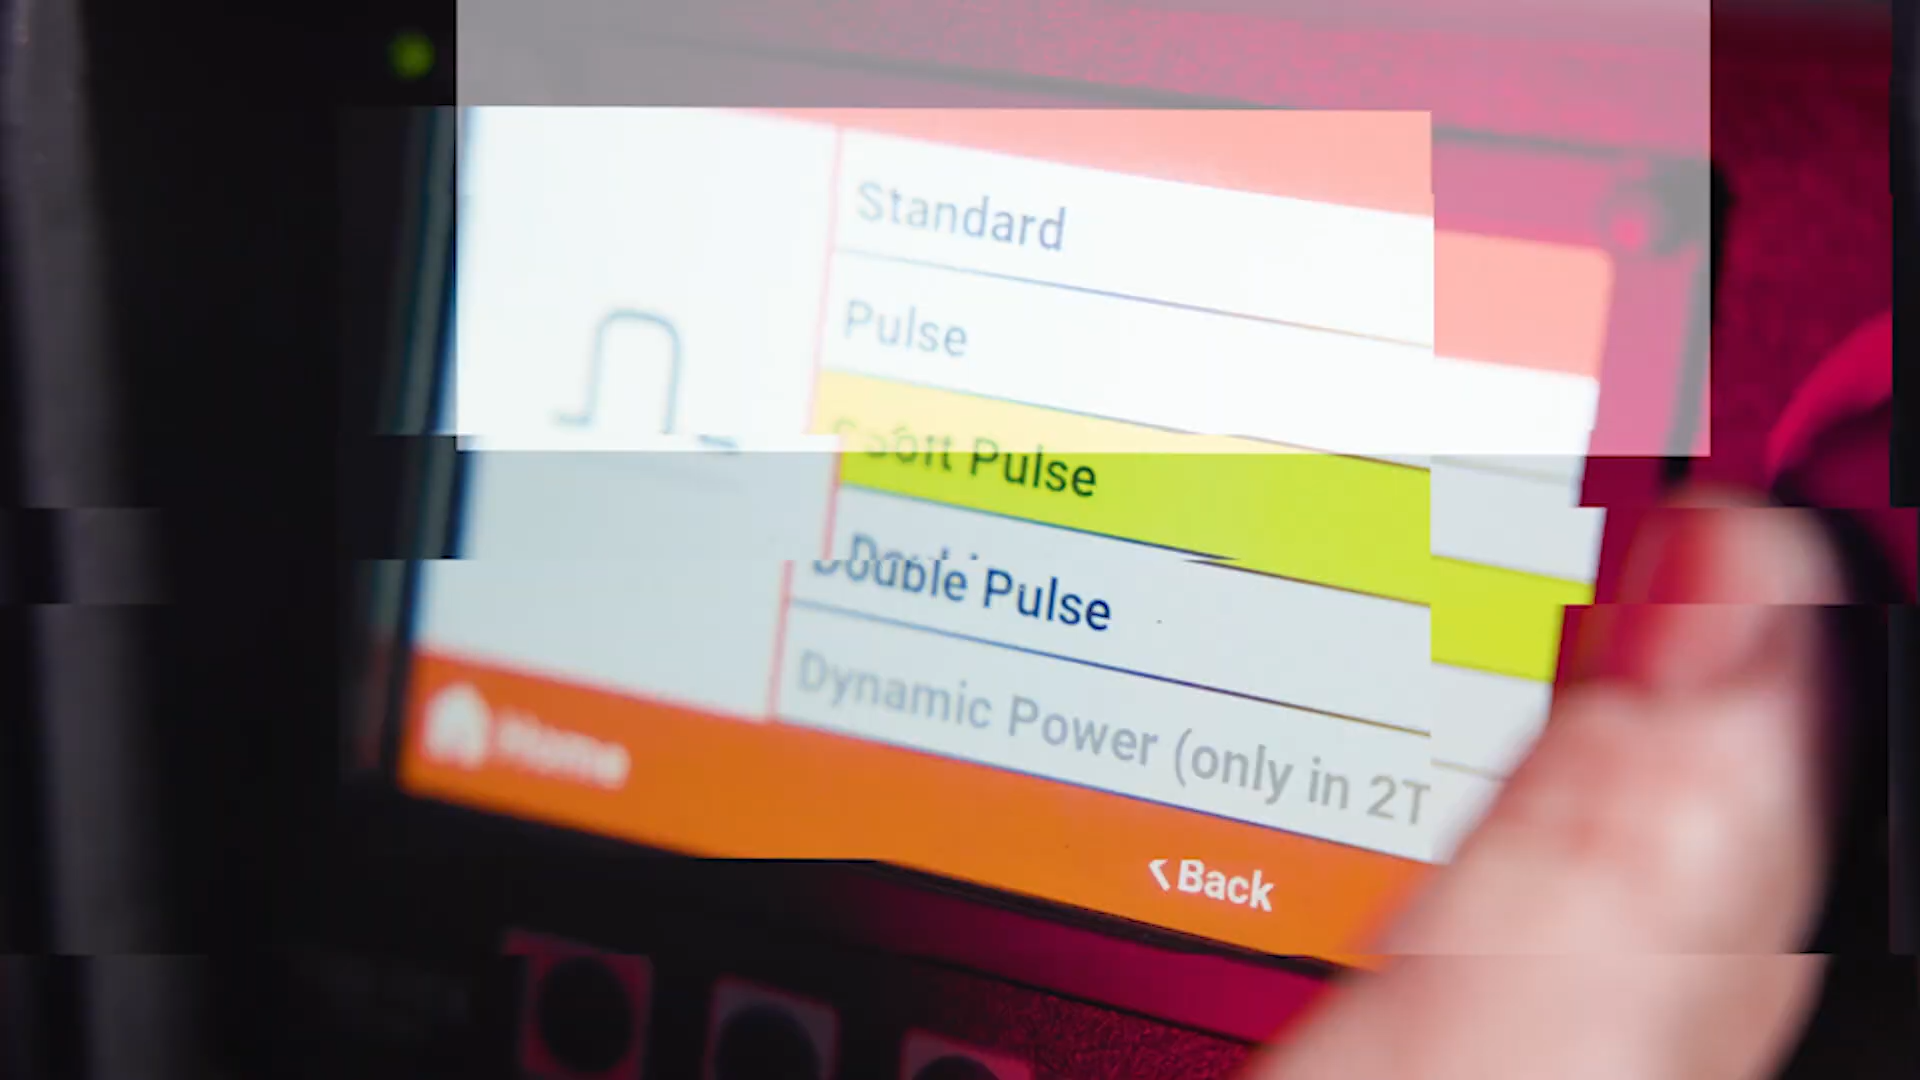 Standard
Pulse
Soft Pulse
Double Pulse
Dynamic Power (only in 2T
Home
Back